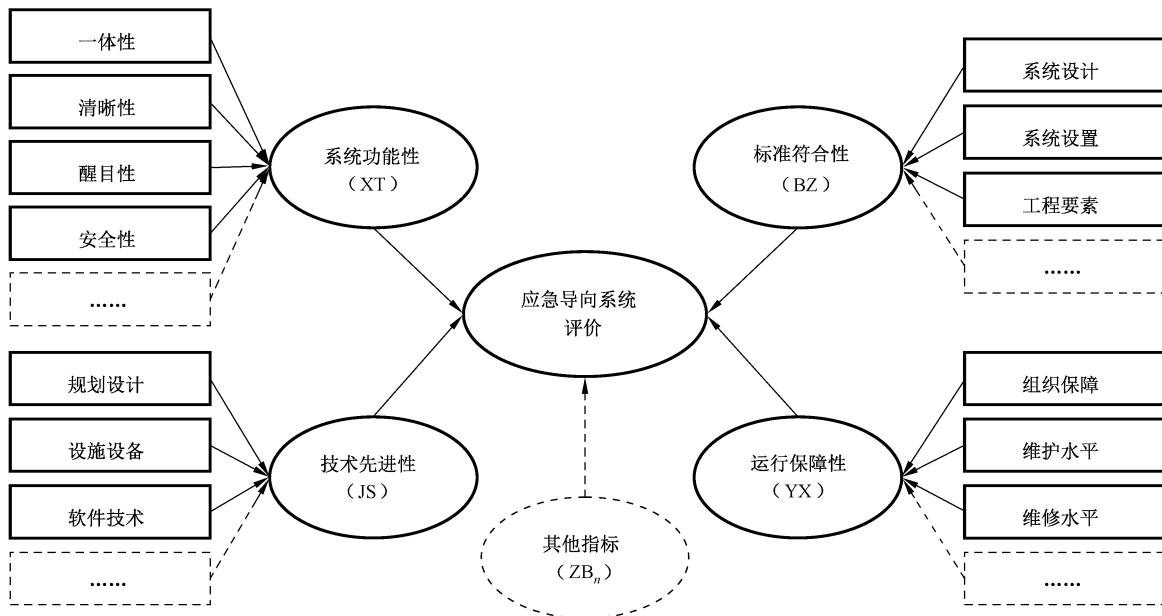 一体性
清晰性
醒目性
安全性
……
系统功能性
（XT）
标准符合性
（BZ）
系统设计
系统设置
工程要素
……
应急导向系统
评价
规划设计
设施设备
软件技术
……
技术先进性
（JS）
其他指标
（ZBn）
运行保障性
（YX）
组织保障
维护水平
维修水平
……